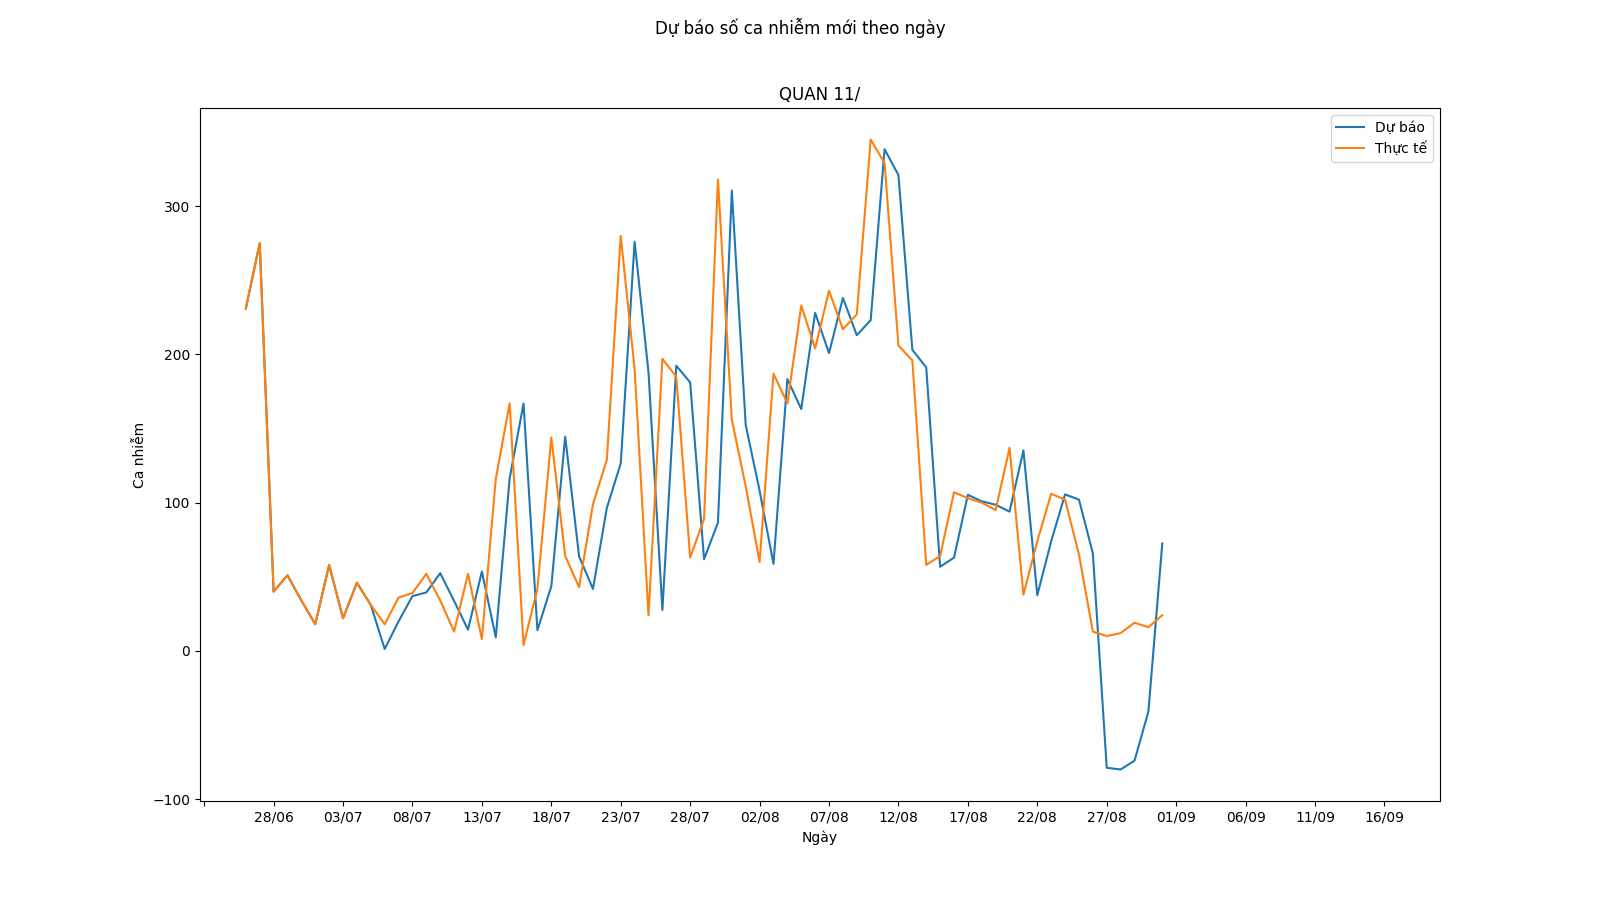 Dự báo số ca nhiễm mới theo ngày
QUAN 11/
Dự báo
Thực tế
Ca nhiễm
300
200
100
0
−100
28/06 03/07 08/07 13/07 18/07 23/07 28/07 02/08 07/08 12/08 17/08 22/08 27/08 01/09 06/09 11/09 16/09
Ngày